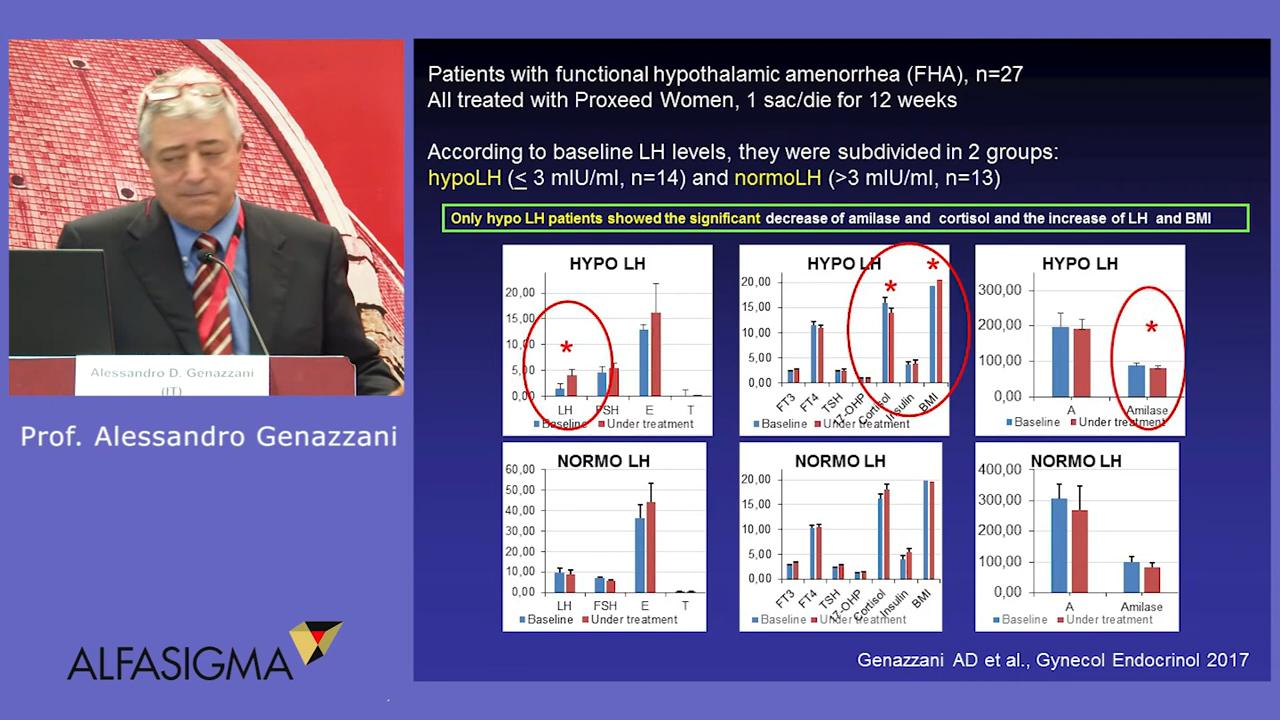 Patients with functional hypothalamic amenorrhea (FHA), n=27
All treated with Proxeed Women, 1 sac/die for 12 weeks
According to baseline LH levels, they were subdivided in 2 groups:
hypoLH (≤ 3 mIU/ml, n=14) and normoLH (>3 mIU/ml, n=13)
Only hypo LH patients showed the significant decrease of amilase and cortisol and the increase of LH and BMI
HYPO LH
20,00
15,00
10,00
5,00
0,00
*
LH FSH E T
Baseline Under treatment
HYPO LH
20,00
15,00
10,00
5,00
0,00
* *
FT3 FT4 TSH 17-OHP Cortisol Insulin BMI
Baseline Under treatment
HYPO LH
300,00
200,00
100,00
0,00
*
A Amilase
Baseline Under treatment
NORMO LH
60,00
50,00
40,00
30,00
20,00
10,00
0,00
LH FSH E T
Baseline Under treatment
NORMO LH
20,00
15,00
10,00
5,00
0,00
FT3 FT4 TSH 17-OHP Cortisol Insulin BMI
Baseline Under treatment
NORMO LH
400,00
300,00
200,00
100,00
0,00
A Amilase
Baseline Under treatment
Genazzani AD et al., Gynecol Endocrinol 2017
Alessandro D. Genazzani
(IT)
Prof. Alessandro Genazzani
ALFASIGMA